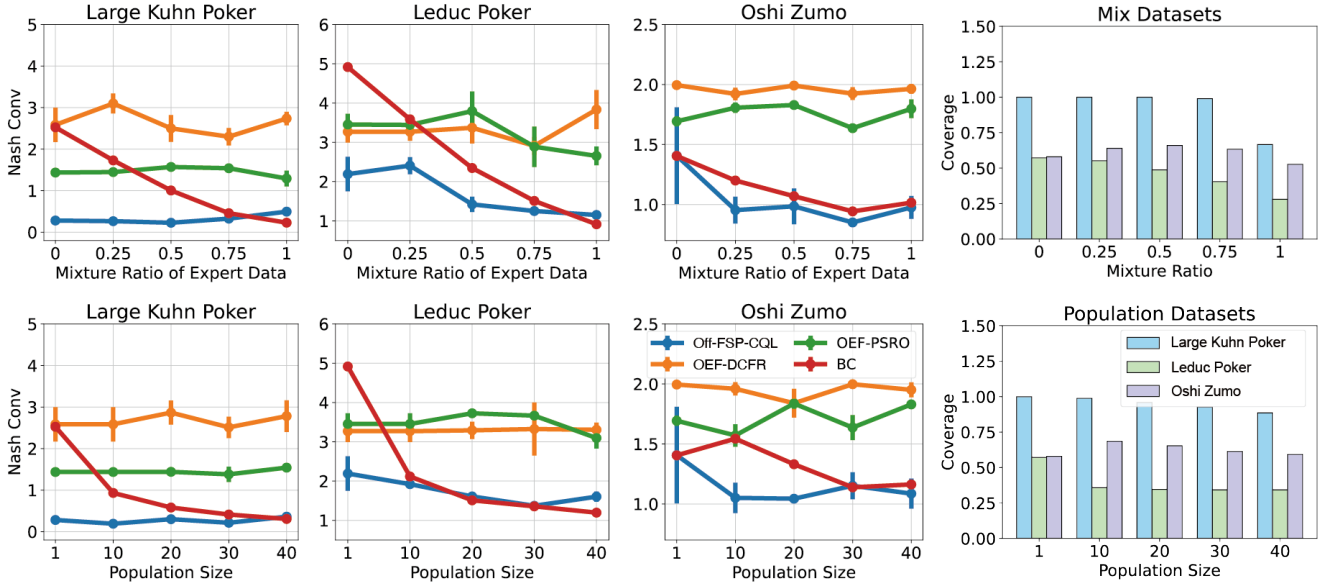 Large Kuhn Poker
Nash Conv
5
4
3
2
1
0
0 0.25 0.5 0.75 1
Mixture Ratio of Expert Data
Leduc Poker
6
5
4
3
2
1
0 0.25 0.5 0.75 1
Mixture Ratio of Expert Data
Oshi Zumo
2.5
2.0
1.5
1.0
0 0.25 0.5 0.75 1
Mixture Ratio of Expert Data
Mix Datasets
Coverage
1.50
1.25
1.00
0.75
0.50
0.25
0.00
0 0.25 0.5 0.75 1
Mixture Ratio
Large Kuhn Poker
Nash Conv
5
4
3
2
1
0
1 10 20 30 40
Population Size
Leduc Poker
6
5
4
3
2
1
1 10 20 30 40
Population Size
Oshi Zumo
2.5
2.0
1.5
1.0
Off-FSP-CQL OEF-PSRO
OEF-DCFR BC
1 10 20 30 40
Population Size
Population Datasets
Coverage
1.50
1.25
1.00
0.75
0.50
0.25
0.00
Large Kuhn Poker
Leduc Poker
Oshi Zumo
1 10 20 30 40
Population Size